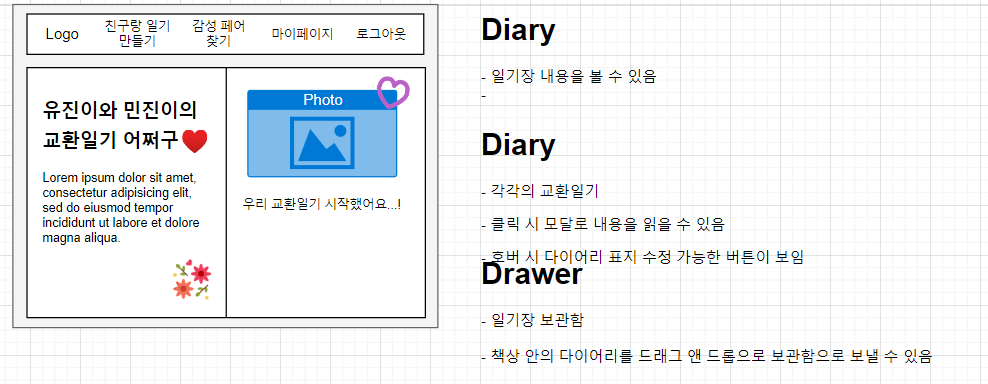 Logo
친구랑 일기
만들기
감성 페어
찾기
마이페이지
로그아웃
유진이와 민진이의
교환일기 어쩌구
Lorem ipsum dolor sit amet,
consectetur adipisicing elit,
sed do eiusmod tempor
incididunt ut labore et dolore
magna aliqua.
Photo
우리 교환일기 시작했어요...!
Diary
- 일기장 내용을 볼 수 있음
-
Diary
- 각각의 교환일기
- 클릭 시 모달로 내용을 읽을 수 있음
- 호버 시 다이어리 표지 수정 가능한 버튼이 보임
Drawer
- 일기장 보관함
- 책상 안의 다이어리를 드래그 앤 드롭으로 보관함으로 보낼 수 있음